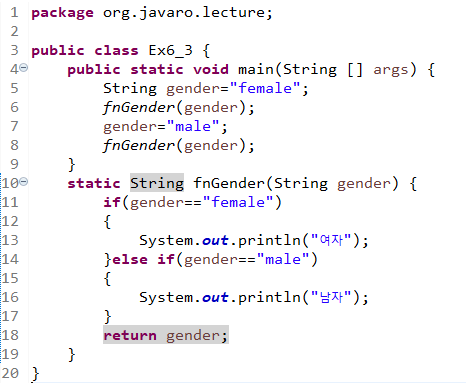 1 package org.javaro.lecture;
2
3 public class Ex6_3 {
4 public static void main(String [] args) {
5 String gender="female";
6 fnGender(gender);
7 gender="male";
8 fnGender(gender);
9 }
10 static String fnGender(String gender) {
11 if(gender=="female")
12 {
13 System.out.println("여자");
14 }else if(gender=="male")
15 {
16 System.out.println("남자");
17 }
18 return gender;
19 }
20 }